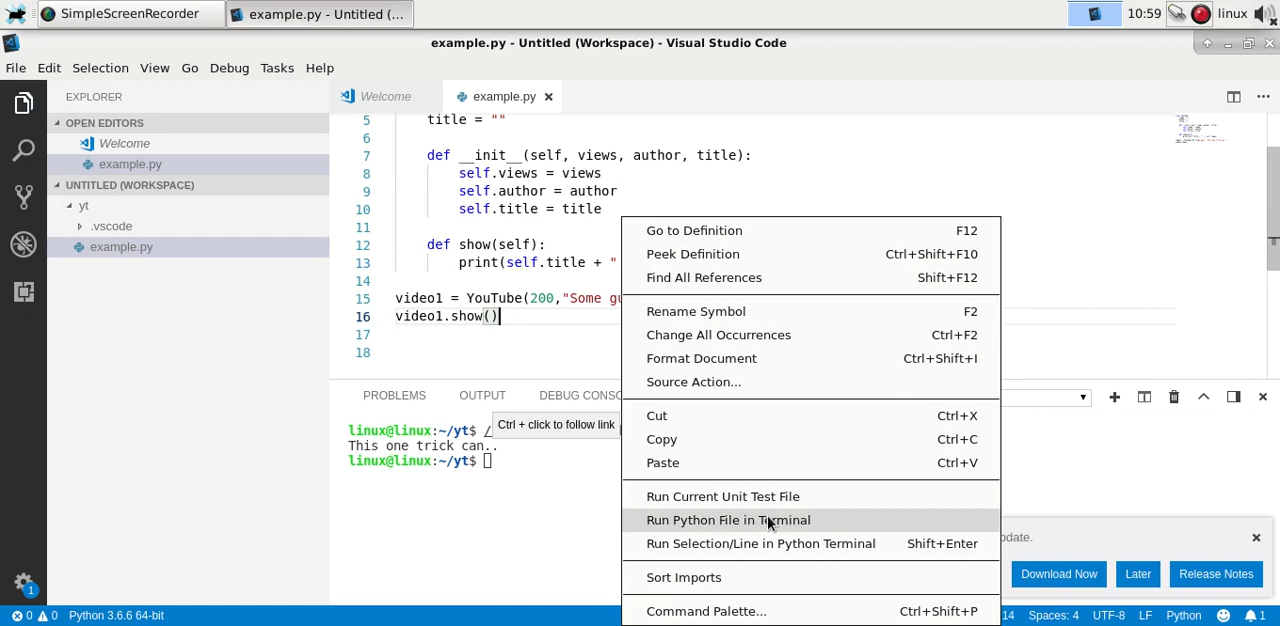 SimpleScreenRecorder
example.py - Untitled (...
10:59
linux
example.py - Untitled (Workspace) - Visual Studio Code
File Edit Selection View Go Debug Tasks Help
EXPLORER
Welcome
example.py
OPEN EDITORS
Welcome
example.py
UNTITLED (WORKSPACE)
yt
.vscode
example.py
5 title = ""
6
7 def __init__(self, views, author, title):
8 self.views = views
9 self.author = author
10 self.title = title
11
12 def show(self):
13 print(self.title + "
14
15 video1 = YouTube(200,"Some gu
16 video1.show()
17
18
Go to Definition F12
Peek Definition Ctrl+Shift+F10
Find All References Shift+F12
Rename Symbol F2
Change All Occurrences Ctrl+F2
Format Document Ctrl+Shift+I
Source Action...
Cut Ctrl+X
Copy Ctrl+C
Paste Ctrl+V
Run Current Unit Test File
Run Python File in Terminal
Run Selection/Line in Python Terminal Shift+Enter
Sort Imports
Command Palette... Ctrl+Shift+P
PROBLEMS OUTPUT DEBUG CONSO
Ctrl + click to follow link
linux@linux:~/yt$ /
This one trick can..
linux@linux:~/yt$
pdate.
Download Now Later Release Notes
1
0 0 Python 3.6.6 64-bit
14 Spaces: 4 UTF-8 LF Python 1